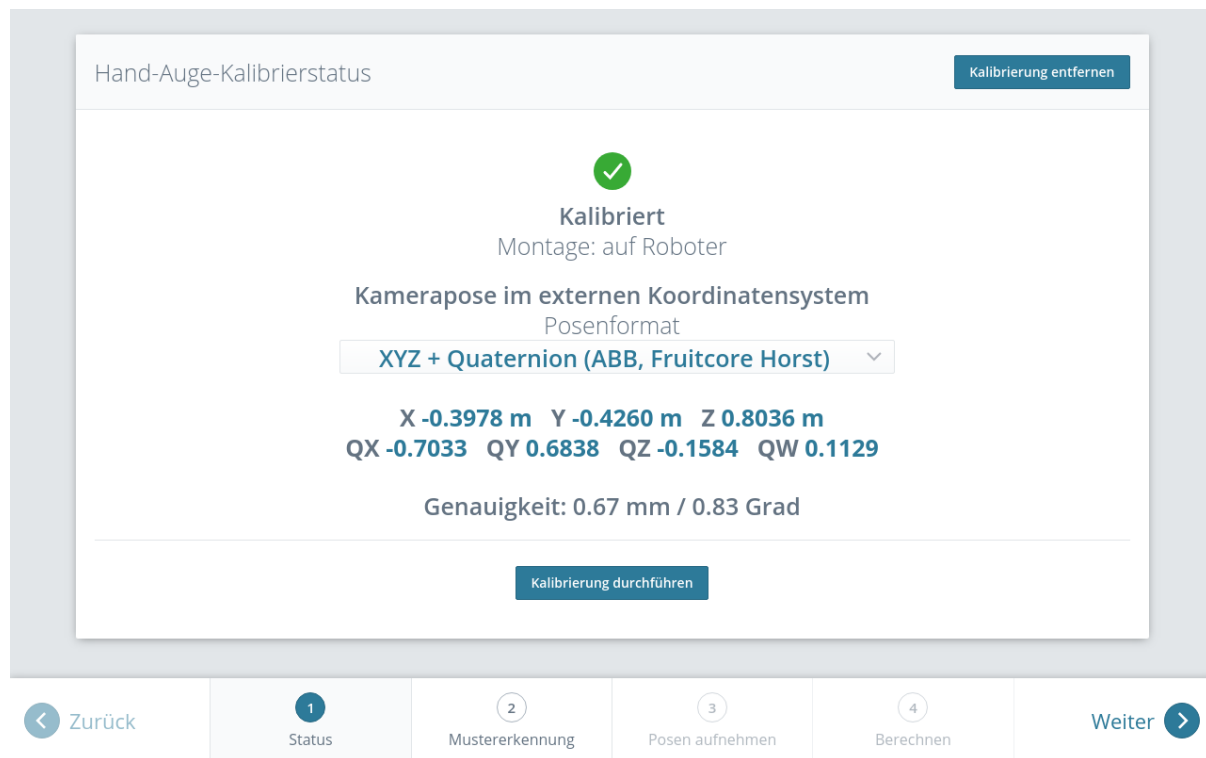 Hand-Auge-Kalibrierstatus
Kalibrierung entfernen
Kalibriert
Montage: auf Roboter
Kamerapose im externen Koordinatensystem
Posenformat
XYZ + Quaternion (ABB, Fruitcore Horst)
X -0.3978 m Y -0.4260 m Z 0.8036 m
QX -0.7033 QY 0.6838 QZ -0.1584 QW 0.1129
Genauigkeit: 0.67 mm / 0.83 Grad
Kalibrierung durchführen
Zurück
1
Status
2
Mustererkennung
3
Posen aufnehmen
4
Berechnen
Weiter